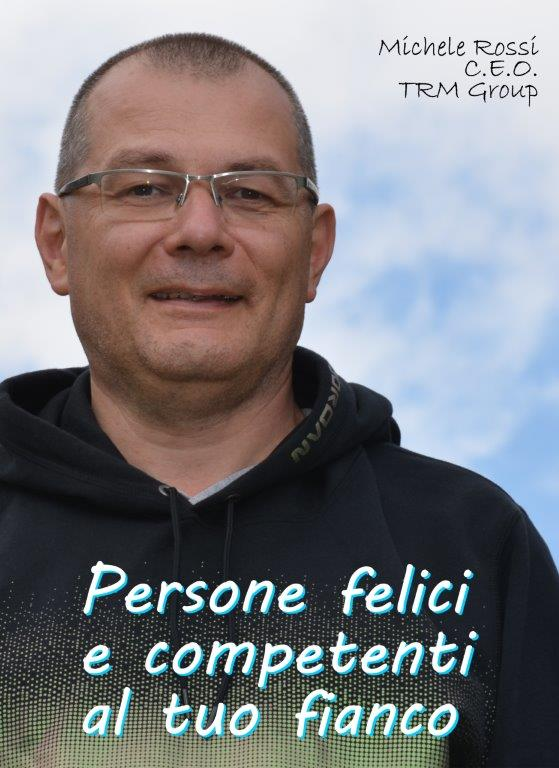 Michele Rossi
C.E.O.
TRM Group
Persone felici
e competenti
al tuo fianco